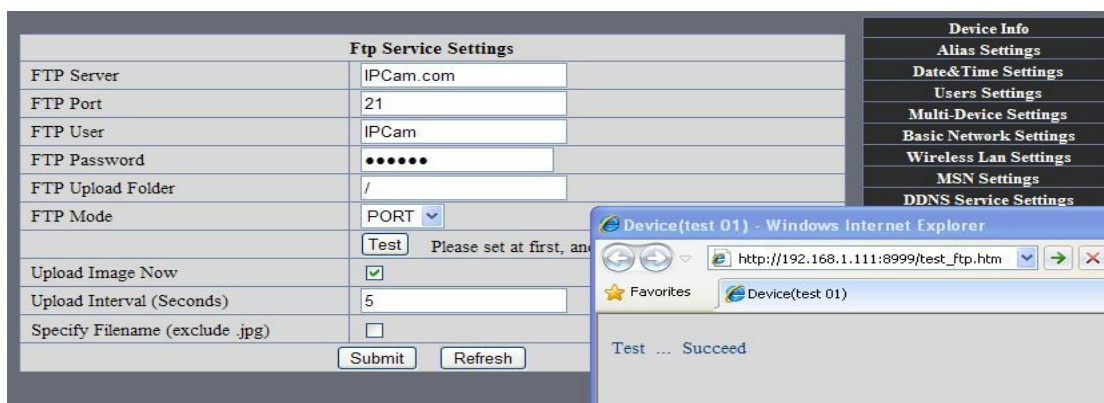 Ftp Service Settings
FTP Server IPCam.com
FTP Port 21
FTP User IPCam
FTP Password ••••••
FTP Upload Folder /
FTP Mode PORT
Test Please set at first, an
Upload Image Now
Upload Interval (Seconds) 5
Specify Filename (exclude .jpg)
Submit Refresh
Device Info
Alias Settings
Date&Time Settings
Users Settings
Multi-Device Settings
Basic Network Settings
Wireless Lan Settings
MSN Settings
DDNS Service Settings
Device(test 01) - Windows Internet Explorer
http://192.168.1.111:8999/test_ftp.htm
Favorites Device(test 01)
Test ... Succeed